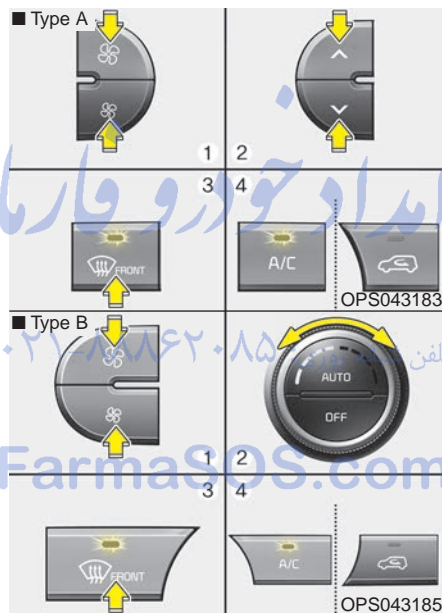 ■ Type A
1 2
3 4
FRONT
A/C
OPS043183
■ Type B
AUTO
OFF
1 2
FarmaSOS.com
3 4
FRONT
A/C
OPS043185